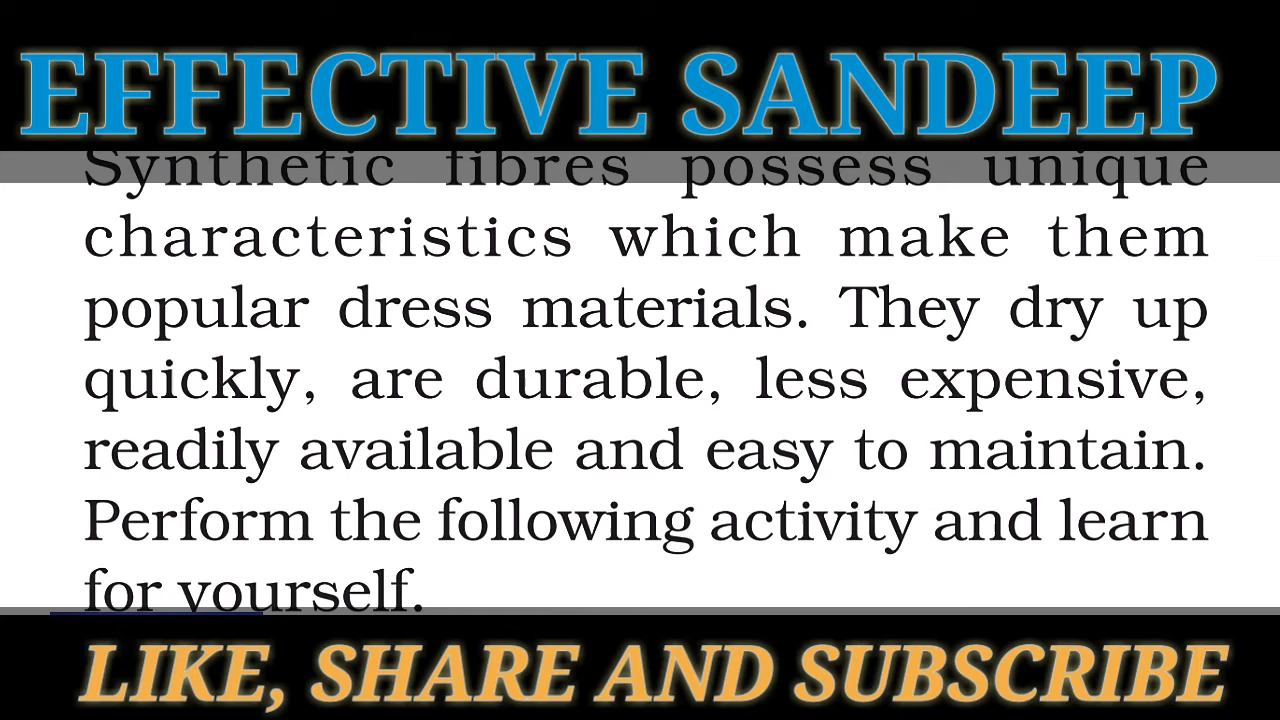 EFFECTIVE SANDEEP
Synthetic fibres possess unique
characteristics which make them
popular dress materials. They dry up
quickly, are durable, less expensive,
readily available and easy to maintain.
Perform the following activity and learn
for yourself.
LIKE, SHARE AND SUBSCRIBE